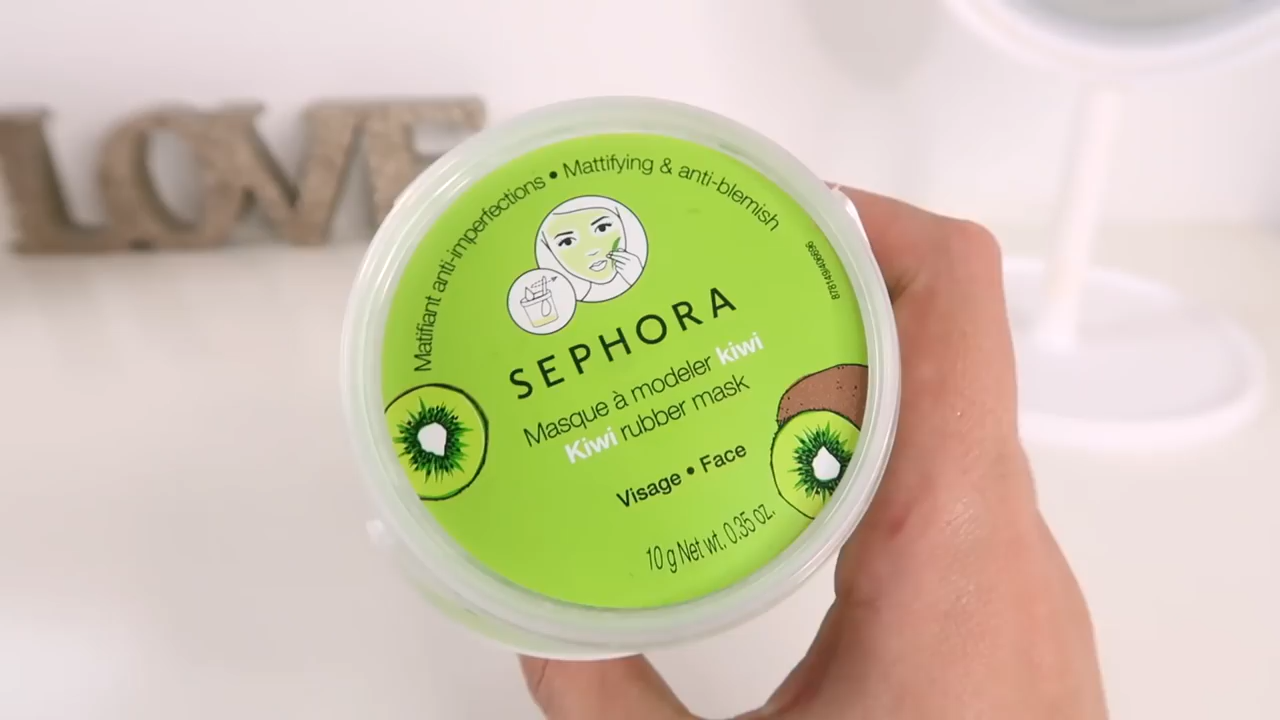 LOVE
Matifiant anti-imperfections • Mattifying & anti-blemish
SEPHORA
Masque à modeler kiwi
Kiwi rubber mask
Visage • Face
10 g Net wt. 0.35 oz.